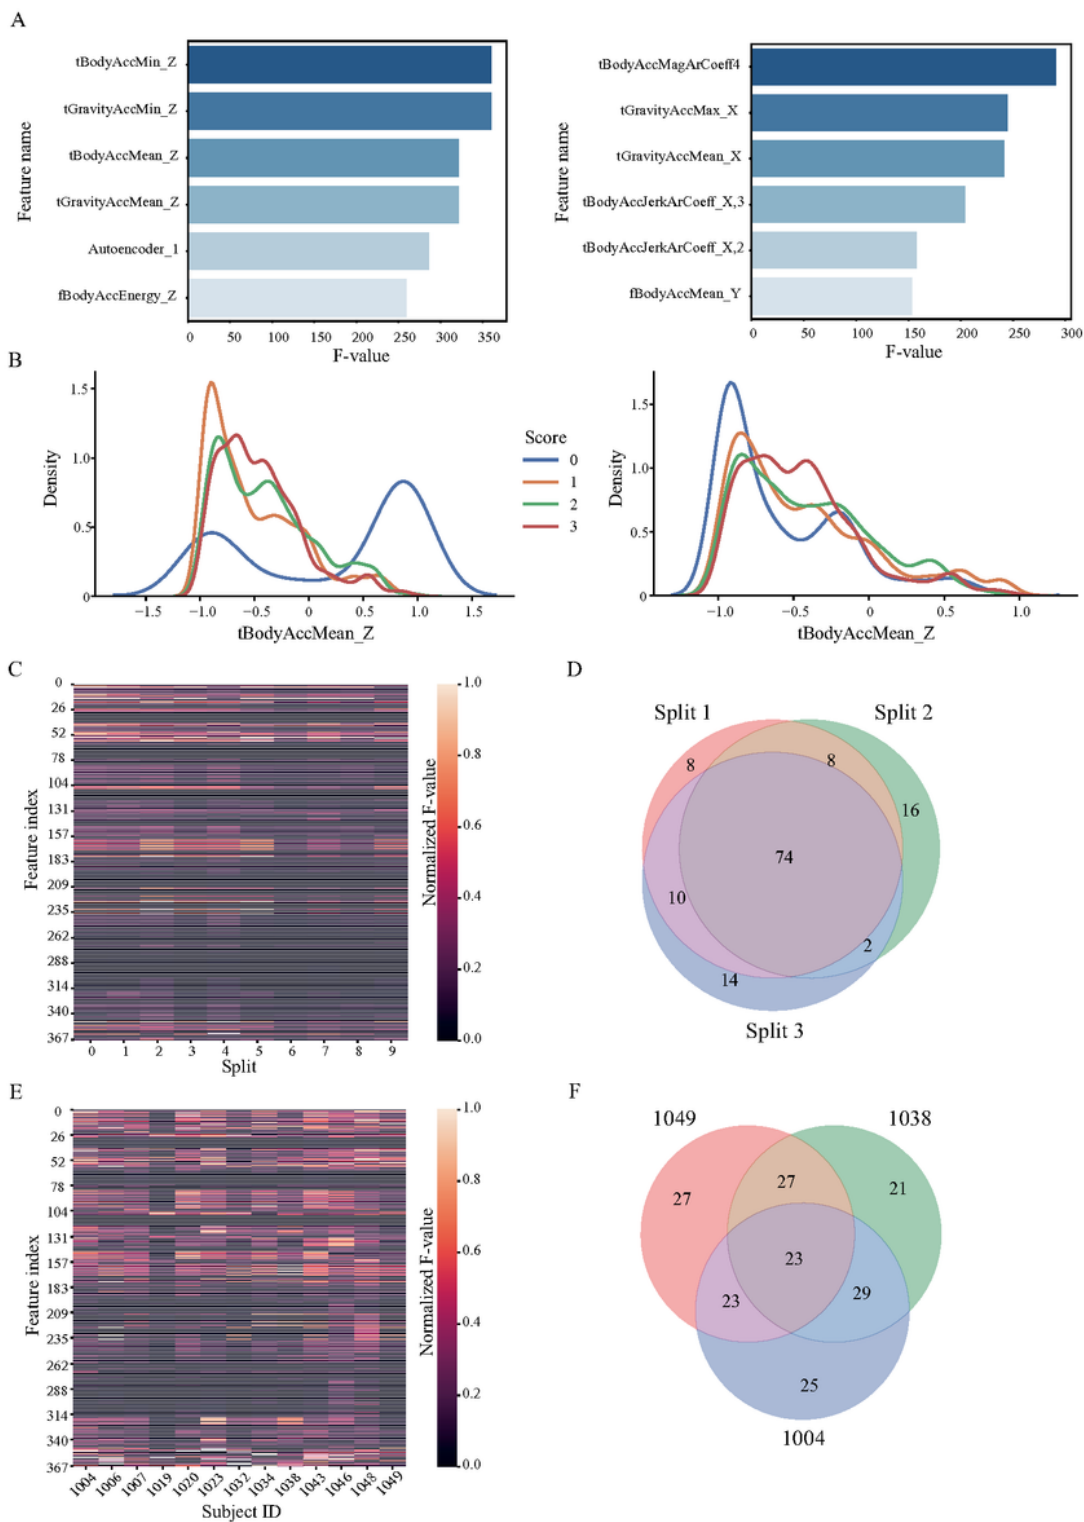 A
Feature name
tBodyAccMin_Z
tGravityAccMin_Z
tBodyAccMean_Z
tGravityAccMean_Z
Autoencoder_1
fBodyAccEnergy_Z
0 50 100 150 200 250 300 350
F-value
Feature name
tBodyAccMagArCoeff4
tGravityAccMax_X
tGravityAccMean_X
tBodyAccJerkArCoeff_X,3
tBodyAccJerkArCoeff_X,2
fBodyAccMean_Y
0 50 100 150 200 250 300
F-value
B
Density
1.5
1.0
0.5
0
−1.5 −1.0 −0.5 0 0.5 1.0 1.5
tBodyAccMean_Z
Score
0
1
2
3
Density
1.5
1.0
0.5
0
−1.0 −0.5 0 0.5 1.0
tBodyAccMean_Z
C
Feature index
0
26
52
78
104
131
157
183
209
235
262
288
314
340
367
0 1 2 3 4 5 6 7 8 9
Split
Normalized F-value
1.0
0.8
0.6
0.4
0.2
0.0
D
Split 1
Split 2
8
8
16
74
10
2
14
Split 3
E
Feature index
0
26
52
78
104
131
157
183
209
235
262
288
314
340
367
1004 1006 1007 1019 1020 1023 1032 1034 1038 1043 1046 1048 1049
Subject ID
Normalized F-value
1.0
0.8
0.6
0.4
0.2
0.0
F
1049
1038
27
27
21
23
23
29
25
1004